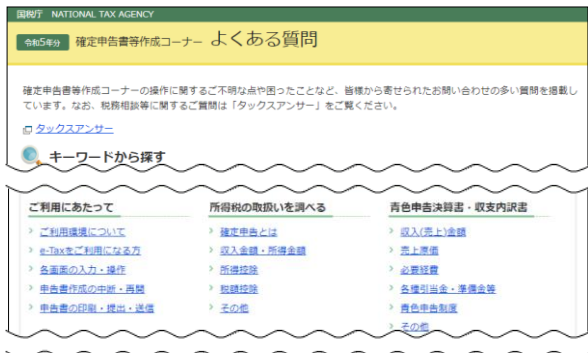 国税庁 NATIONAL TAX AGENCY
令和5年分 確定申告書等作成コーナー よくある質問
確定申告書等作成コーナーの操作に関するご不明な点や困ったことなど、皆様から寄せられたお問い合わせの多い質問を掲載し
ています。なお、税務相談等に関するご質問は「タックスアンサー」をご覧ください。
タックスアンサー
キーワードから探す
ご利用にあたって
ご利用環境について
e-Taxをご利用になる方
各画面の入力・操作
申告書作成の中断・再開
申告書の印刷・提出・送信
所得税の取扱いを調べる
確定申告とは
収入金額・所得金額
所得控除
税額控除
その他
青色申告決算書・収支内訳書
収入(売上)金額
売上原価
必要経費
各種引当金・準備金等
青色申告制度
その他